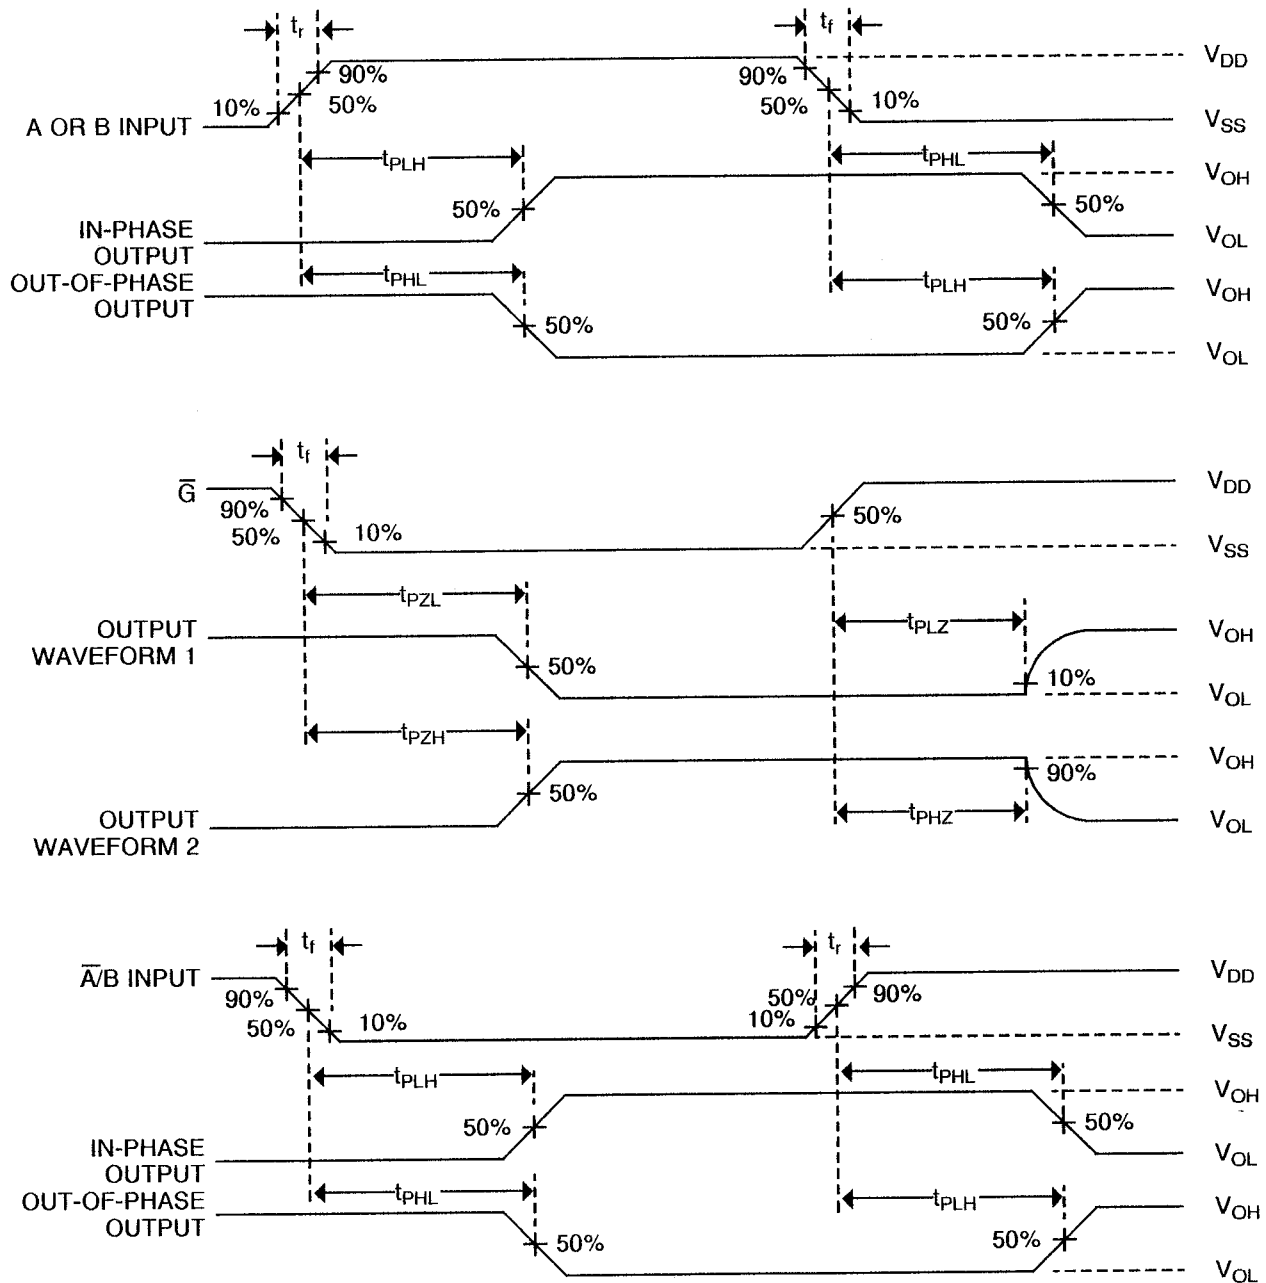 tr
tf
VDD
90%
90%
10%
50%
50%
10%
A OR B INPUT
VSS
tPLH
tPHL
VOH
50%
50%
IN-PHASE
OUTPUT
VOL
OUT-OF-PHASE
OUTPUT
tPHL
tPLH
VOH
50%
50%
VOL
tf
G̅
VDD
90%
50%
50%
10%
VSS
tPZL
tPLZ
OUTPUT
WAVEFORM 1
VOH
50%
10%
VOL
tPZH
VOH
90%
50%
tPHZ
OUTPUT
WAVEFORM 2
VOL
tf
tr
A̅/B INPUT
VDD
90%
50%
90%
50%
10%
10%
VSS
tPLH
tPHL
VOH
50%
50%
IN-PHASE
OUTPUT
VOL
OUT-OF-PHASE
OUTPUT
tPHL
tPLH
VOH
50%
50%
VOL